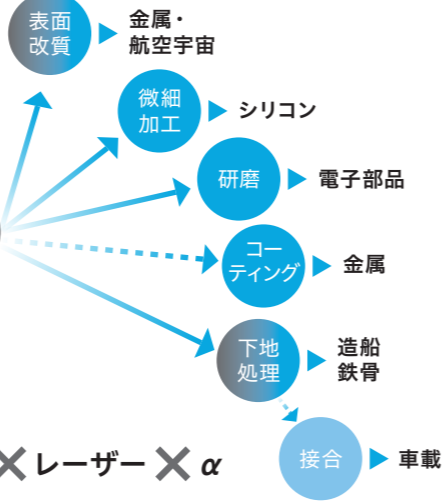 表面
改質
金属・
航空宇宙
微細
加工
シリコン
研磨
電子部品
コー
ティング
金属
下地
処理
造船
鉄骨
接合
車載
×レーザー×α